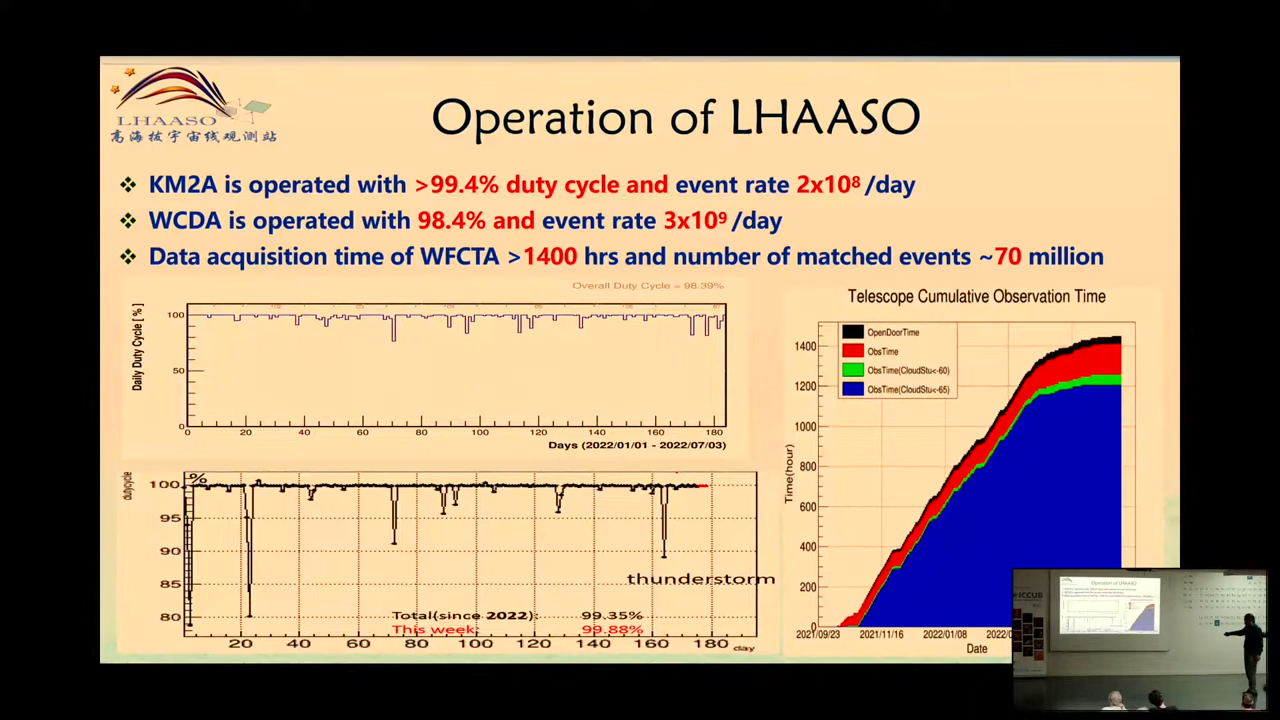 LHAASO
高海拔宇宙线观测站
Operation of LHAASO
❖ KM2A is operated with >99.4% duty cycle and event rate 2x10⁸ /day
❖ WCDA is operated with 98.4% and event rate 3x10⁹ /day
❖ Data acquisition time of WFCTA >1400 hrs and number of matched events ~70 million
Overall Duty Cycle = 98.39%
Daily Duty Cycle [ % ]
100
50
0
0 20 40 60 80 100 120 140 160 180
Days (2022/01/01 - 2022/07/03)
dutycycle
%
100
95
90
85
80
thunderstorm
Total(since 2022): 99.35%
This week: 99.88%
20 40 60 80 100 120 140 160 180 day
Telescope Cumulative Observation Time
OpenDoorTime
ObsTime
ObsTime(CloudStu<-60)
ObsTime(CloudStu<-65)
Time(hour)
1400
1200
1000
800
600
400
200
0
2021/09/23 2021/11/16 2022/01/08
Date
ICCUB
Operation of LHAASO